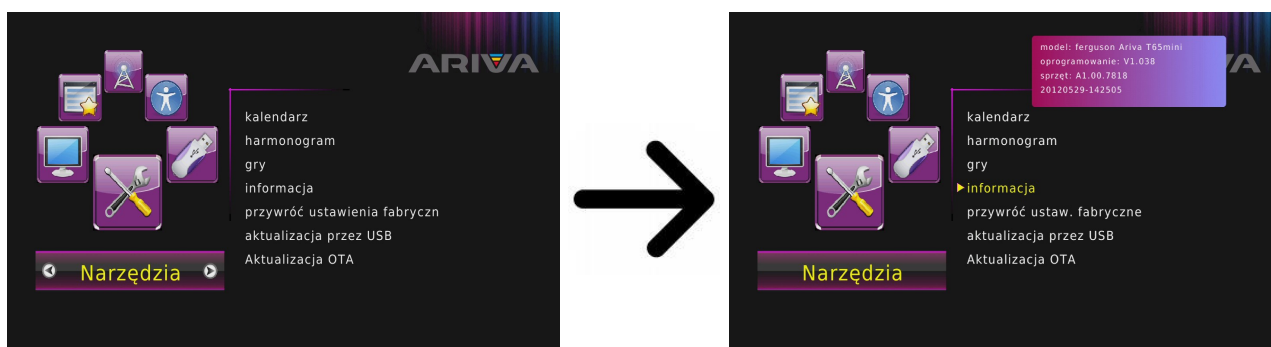 ARIVA
kalendarz
harmonogram
gry
informacja
przywróć ustawienia fabryczn
aktualizacja przez USB
Aktualizacja OTA
Narzędzia
model: ferguson Ariva T65mini
oprogramowanie: V1.038
sprzęt: A1.00.7818
20120529-142505
kalendarz
harmonogram
gry
informacja
przywróć ustaw. fabryczne
aktualizacja przez USB
Aktualizacja OTA
Narzędzia